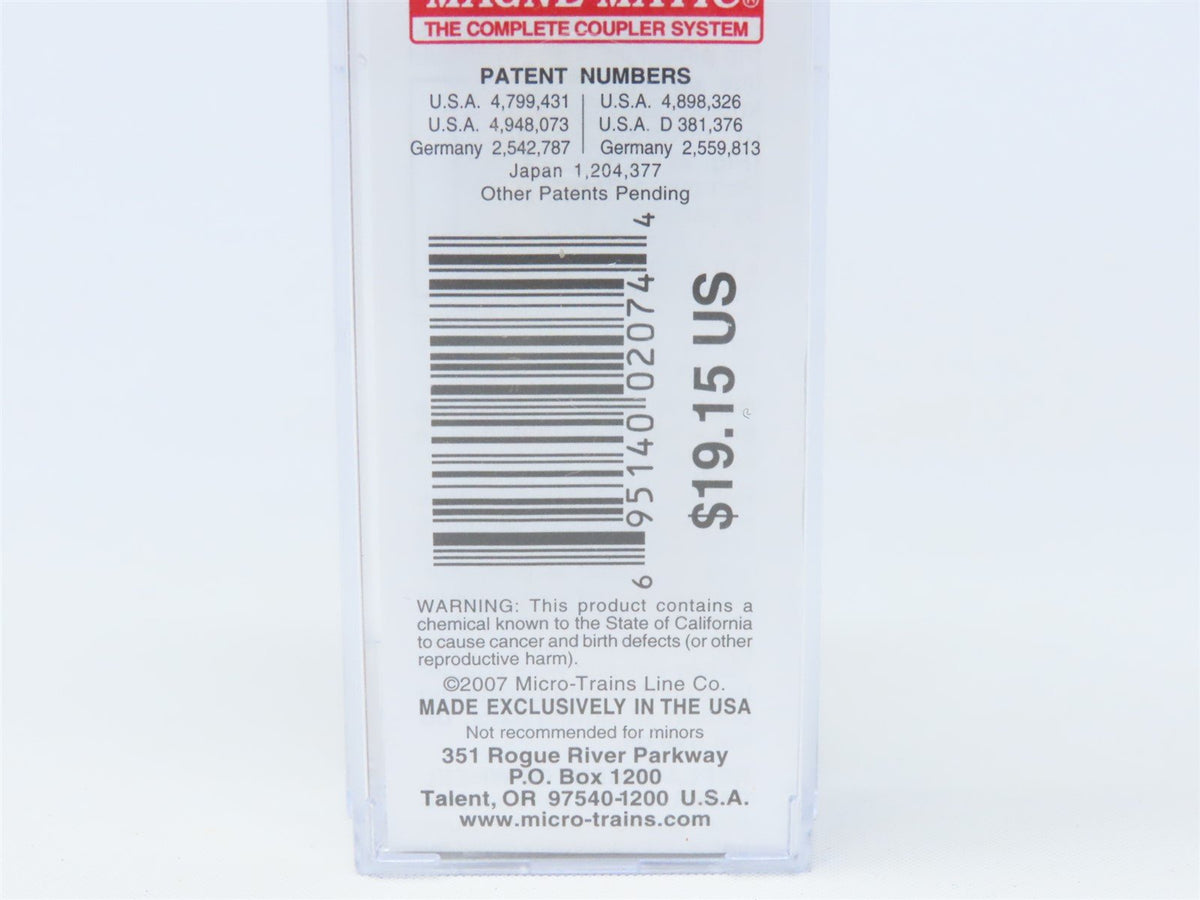 MAGNE-MATIC®
THE COMPLETE COUPLER SYSTEM
PATENT NUMBERS
U.S.A. 4,799,431 | U.S.A. 4,898,326
U.S.A. 4,948,073 | U.S.A. D 381,376
Germany 2,542,787 | Germany 2,559,813
Japan 1,204,377
Other Patents Pending
6 95140 02074 4
$19.15 US
WARNING: This product contains a
chemical known to the State of California
to cause cancer and birth defects (or other
reproductive harm).
©2007 Micro-Trains Line Co.
MADE EXCLUSIVELY IN THE USA
Not recommended for minors
351 Rogue River Parkway
P.O. Box 1200
Talent, OR 97540-1200 U.S.A.
www.micro-trains.com